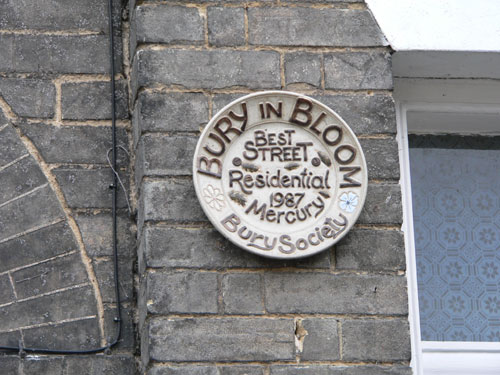 BURY IN BLOOM
BEST
STREET
Residential
1987
Mercury
Bury Society